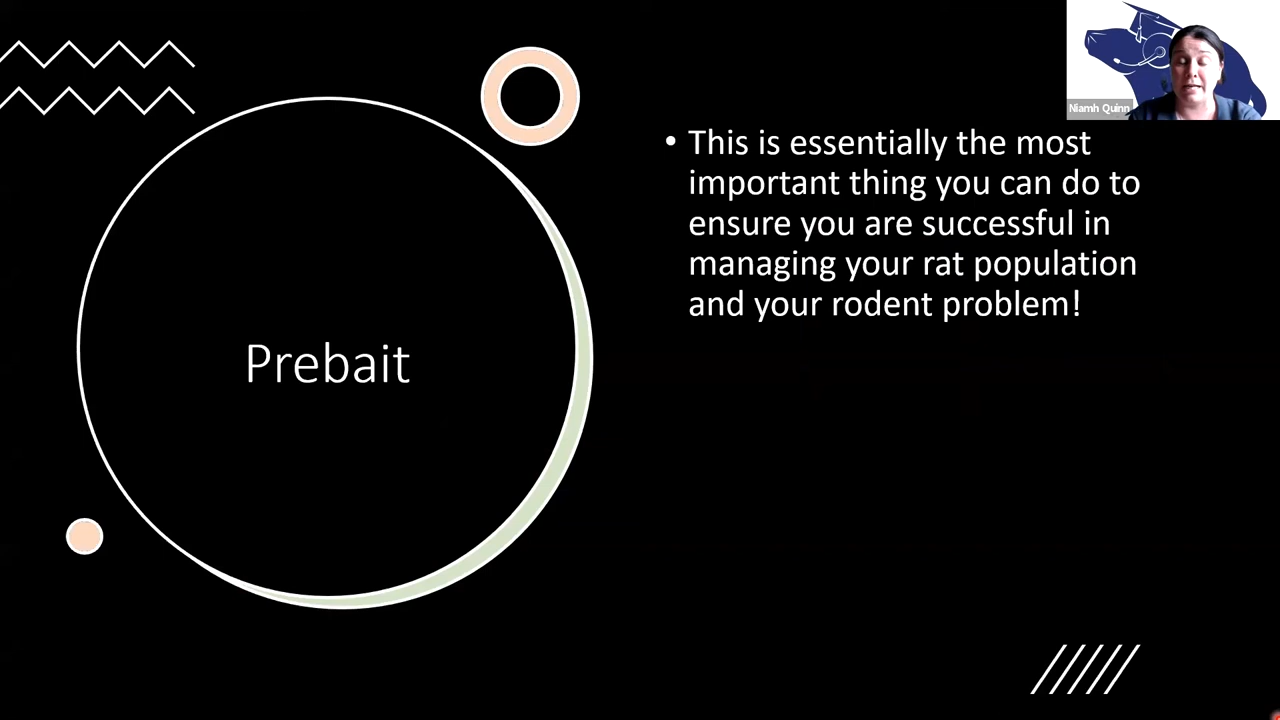 Niamh Quinn
• This is essentially the most
important thing you can do to
ensure you are successful in
managing your rat population
and your rodent problem!
Prebait